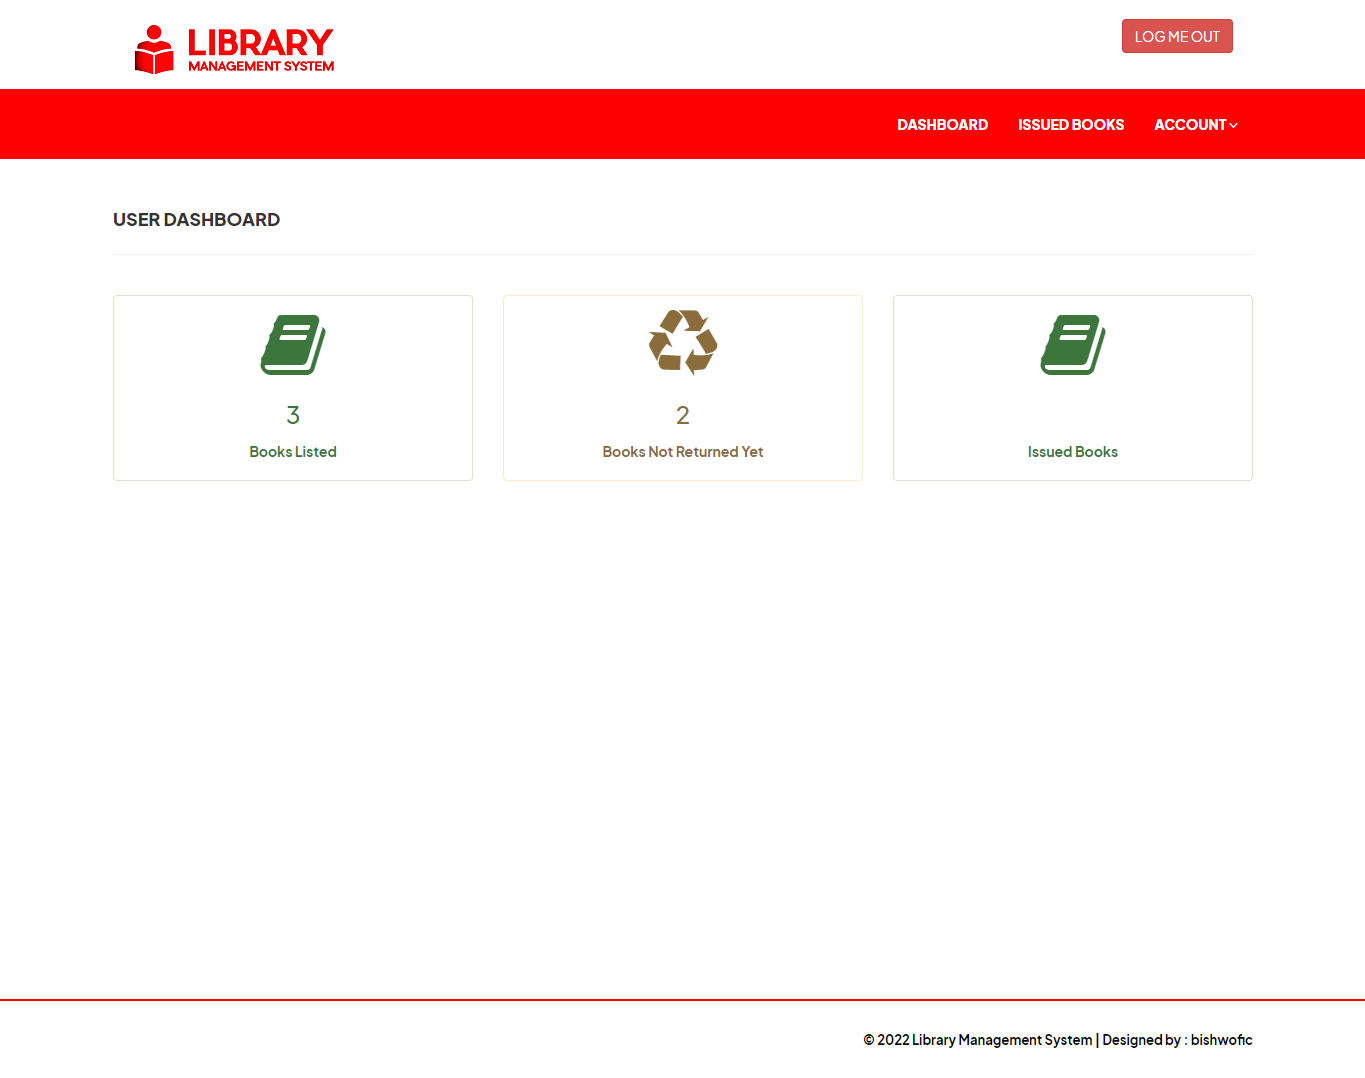 LIBRARY
MANAGEMENT SYSTEM
LOG ME OUT
DASHBOARD ISSUED BOOKS ACCOUNT
USER DASHBOARD
3
Books Listed
2
Books Not Returned Yet
Issued Books
© 2022 Library Management System | Designed by : bishwofic